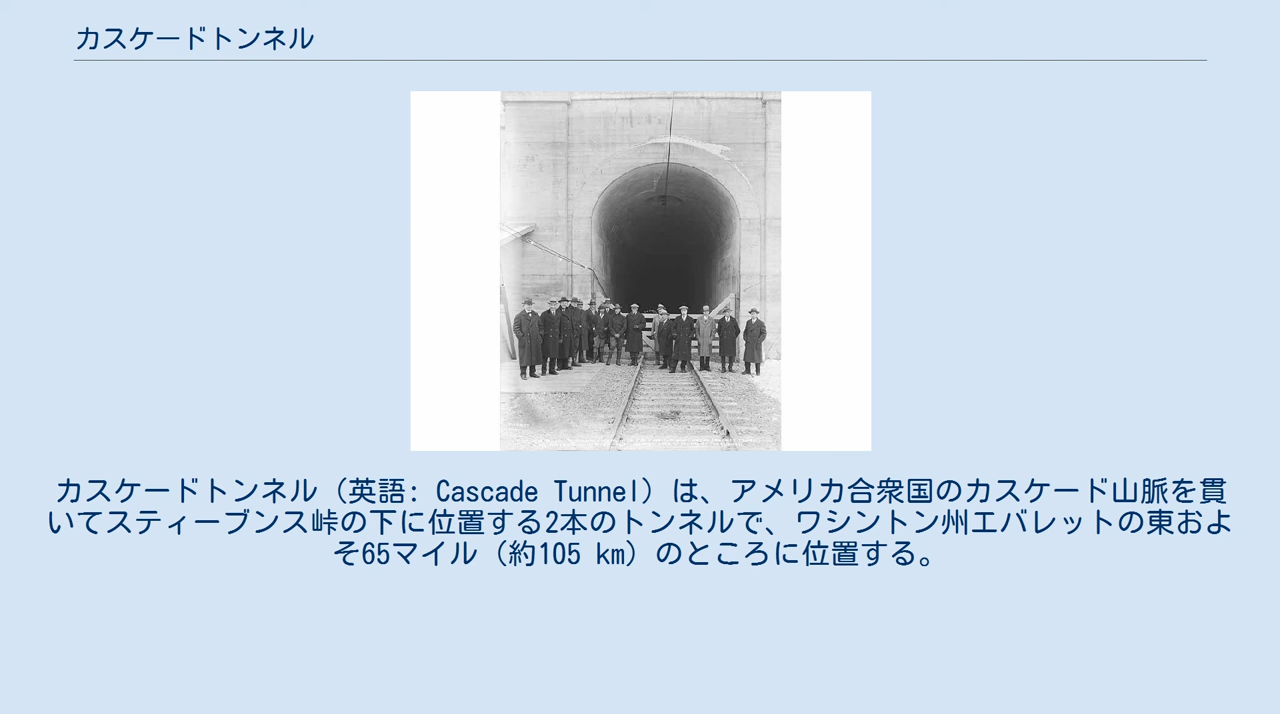 カスケードトンネル
カスケードトンネル（英語: Cascade Tunnel）は、アメリカ合衆国のカスケード山脈を貫
いてスティーブンス峠の下に位置する2本のトンネルで、ワシントン州エバレットの東およ
そ65マイル（約105 km）のところに位置する。